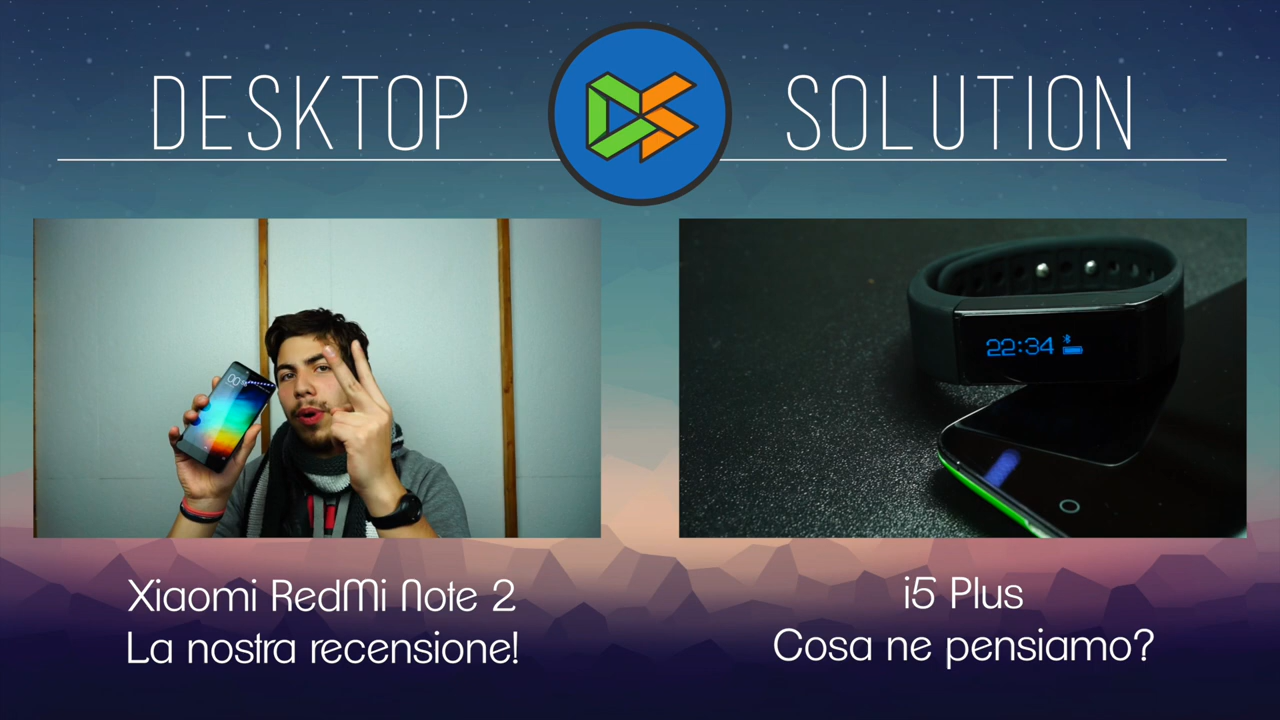 DESKTOP SOLUTION
22:34
Xiaomi RedMi Note 2
La nostra recensione!
i5 Plus
Cosa ne pensiamo?